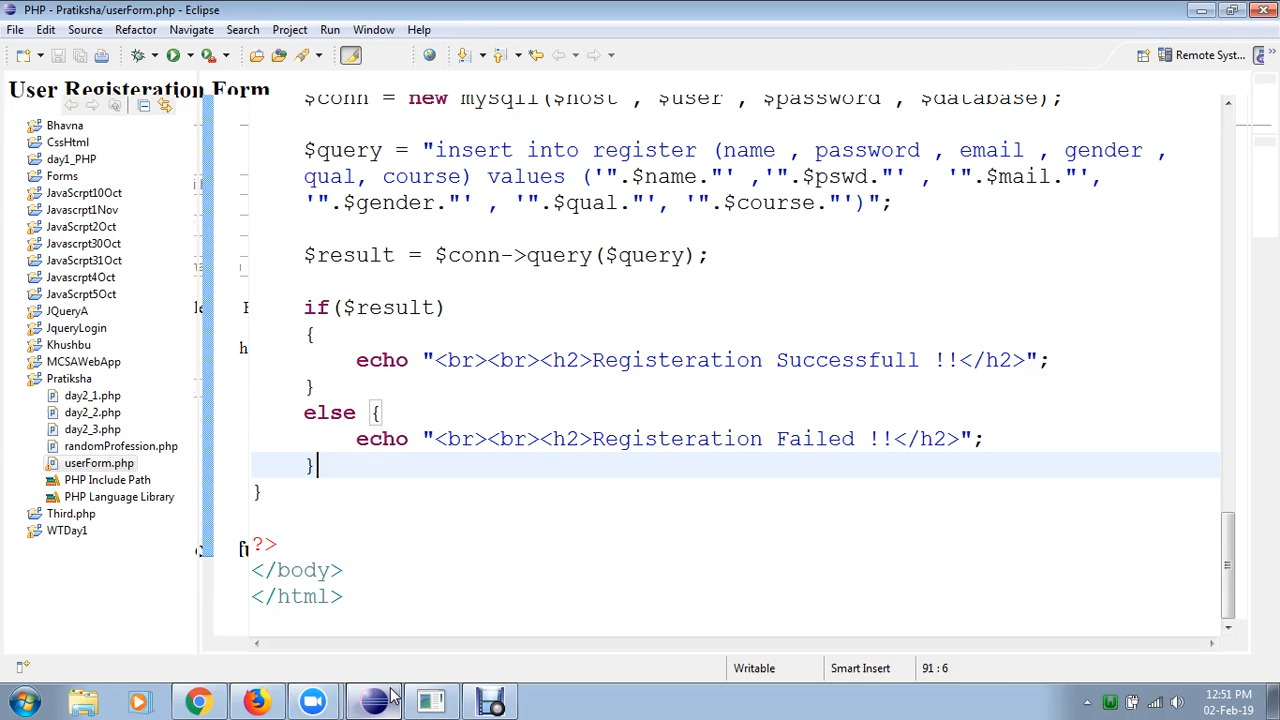 PHP - Pratiksha/userForm.php - Eclipse
File Edit Source Refactor Navigate Search Project Run Window Help
Remote Syst...
User Registeration Form
Bhavna
CssHtml
day1_PHP
Forms
JavaScrpt10Oct
Javascrpt1Nov
JavaScrpt2Oct
Javascrpt30Oct
JavaScrpt31Oct
Javascrpt4Oct
JavaScrpt5Oct
JQueryA
JqueryLogin
Khushbu
MCSAWebApp
Pratiksha
day2_1.php
day2_2.php
day2_3.php
randomProfession.php
userForm.php
PHP Include Path
PHP Language Library
Third.php
WTDay1
$conn = new mysqli($host , $user , $password , $database);
$query = "insert into register (name , password , email , gender ,
qual, course) values ('".$name."' ,'".$pswd."' , '".$mail."',
'".$gender."' , '".$qual."', '".$course."')";
$result = $conn->query($query);
if($result)
{
echo "<br><br><h2>Registeration Successfull !!</h2>";
}
else {
echo "<br><br><h2>Registeration Failed !!</h2>";
}
}
?>
</body>
</html>
Writable Smart Insert 91 : 6
12:51 PM
02-Feb-19